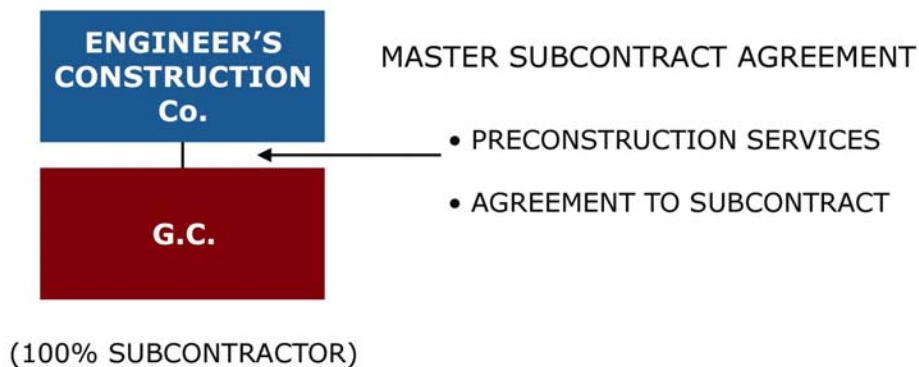 ENGINEER’S
CONSTRUCTION
Co.
MASTER SUBCONTRACT AGREEMENT
• PRECONSTRUCTION SERVICES
• AGREEMENT TO SUBCONTRACT
G.C.
(100% SUBCONTRACTOR)